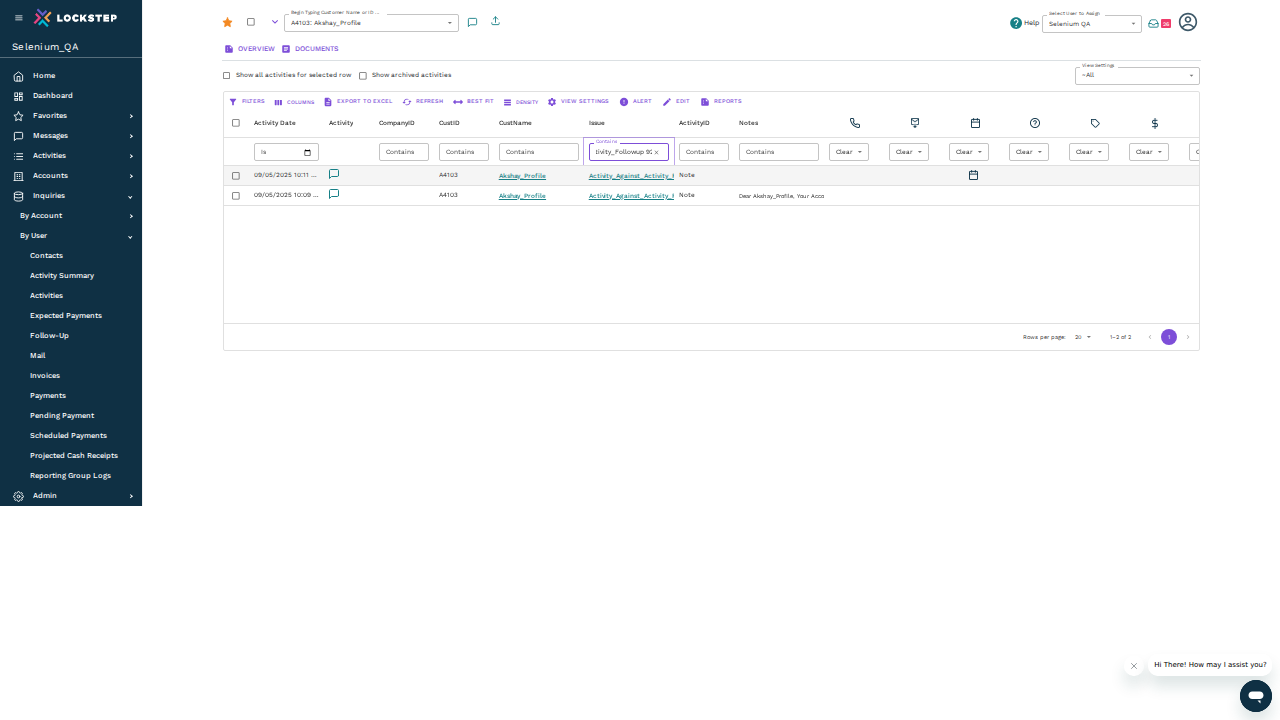 LOCKSTEP
Selenium_QA
Home
Dashboard
Favorites
Messages
Activities
Accounts
Inquiries
By Account
By User
Contacts
Activity Summary
Activities
Expected Payments
Follow-Up
Mail
Invoices
Payments
Pending Payment
Scheduled Payments
Projected Cash Receipts
Reporting Group Logs
Admin
Begin Typing Customer Name or ID ...
A4103: Akshay_Profile
Help
Select User to Assign
Selenium QA
36
OVERVIEW DOCUMENTS
Show all activities for selected row Show archived activities
View Settings
~All
FILTERS COLUMNS EXPORT TO EXCEL REFRESH BEST FIT DENSITY VIEW SETTINGS ALERT EDIT REPORTS
Activity Date Activity CompanyID CustID CustName Issue ActivityID Notes
Contains
Is Contains Contains Contains tivity_Followup Contains Contains Clear Clear Clear Clear Clear Clear
09/05/2025 10:11 ... A4103 Akshay_Profile Activity_Against_Activity_ Note
09/05/2025 10:09 ... A4103 Akshay_Profile Activity_Against_Activity_ Note Dear Akshay_Profile, Your Acco
Rows per page: 20 1–2 of 2 1
Hi There! How may I assist you?